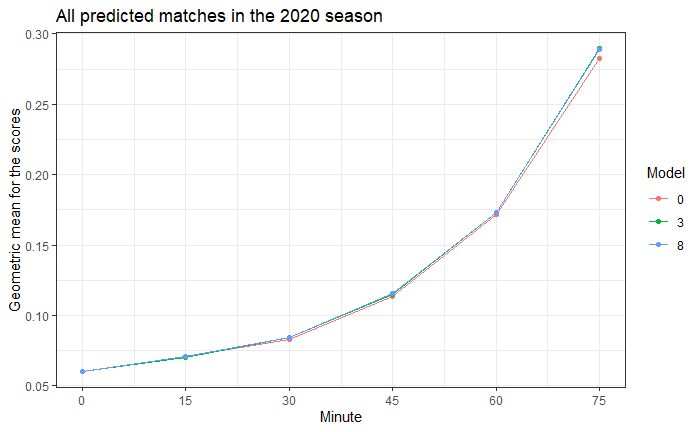 All predicted matches in the 2020 season
Geometric mean for the scores
0.30
0.25
0.20
0.15
0.10
0.05
0 15 30 45 60 75
Minute
Model
0
3
8